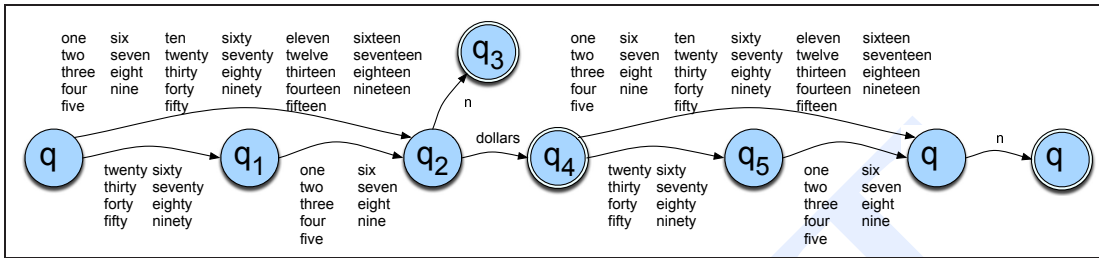 one six ten sixty eleven sixteen
two seven twenty seventy twelve seventeen
three eight thirty eighty thirteen eighteen
four nine forty ninety fourteen nineteen
five fifty fifteen
q3
one six ten sixty eleven sixteen
two seven twenty seventy twelve seventeen
three eight thirty eighty thirteen eighteen
four nine forty ninety fourteen nineteen
five fifty fifteen
n
dollars
n
q q1 q2 q4 q5 q q
twenty sixty
thirty seventy
forty eighty
fifty ninety
one six
two seven
three eight
four nine
five
twenty sixty
thirty seventy
forty eighty
fifty ninety
one six
two seven
three eight
four nine
five